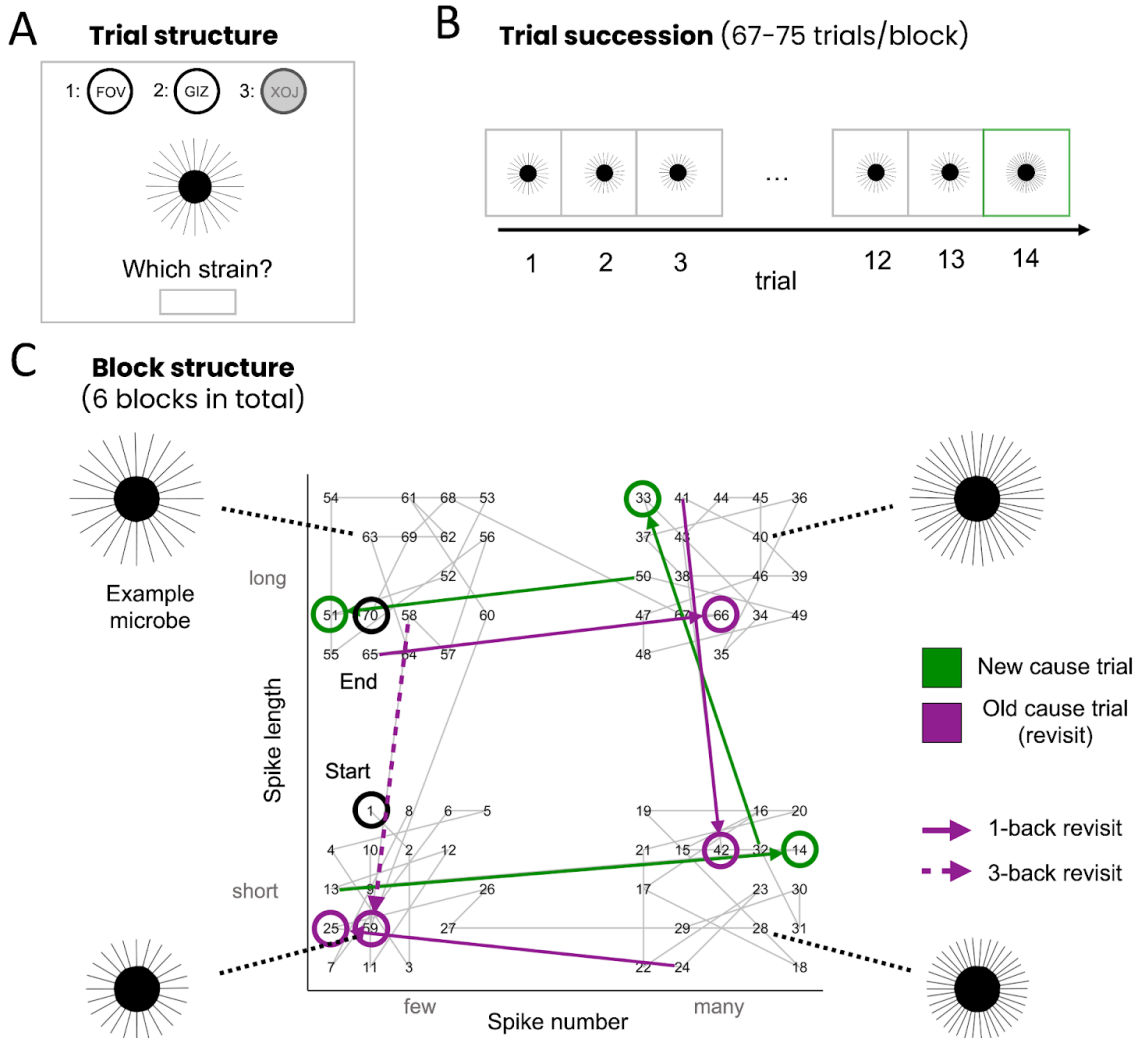 A
Trial structure
1: FOV 2: GIZ 3: XOJ
Which strain?
B
Trial succession (67-75 trials/block)
...
1 2 3 12 13 14
trial
C
Block structure
(6 blocks in total)
Example
microbe
Spike length
long
short
54 61 68 53 33 41 44 45 36
63 69 62 56 37 43 40
52 50 38 46 39
51 70 58 60 47 67 66 34 49
55 65 64 57 48 35
End
Start
1 8 6 5 19 16 20
4 10 2 12 21 15 42 32 14
13 9 26 17 23 30
25 59 27 29 28 31
7 11 3 22 24 18
few many
Spike number
New cause trial
Old cause trial
(revisit)
1-back revisit
3-back revisit